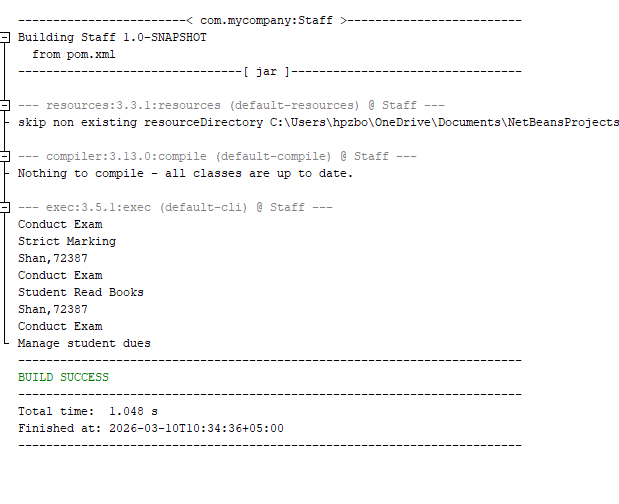 ------------------------< com.mycompany:Staff >-------------------------
Building Staff 1.0-SNAPSHOT
  from pom.xml
--------------------------------[ jar ]---------------------------------
--- resources:3.3.1:resources (default-resources) @ Staff ---
skip non existing resourceDirectory C:\Users\hpzbo\OneDrive\Documents\NetBeansProjects
--- compiler:3.13.0:compile (default-compile) @ Staff ---
Nothing to compile - all classes are up to date.
--- exec:3.5.1:exec (default-cli) @ Staff ---
Conduct Exam
Strict Marking
Shan,72387
Conduct Exam
Student Read Books
Shan,72387
Conduct Exam
Manage student dues
------------------------------------------------------------------------
BUILD SUCCESS
------------------------------------------------------------------------
Total time:  1.048 s
Finished at: 2026-03-10T10:34:36+05:00
------------------------------------------------------------------------